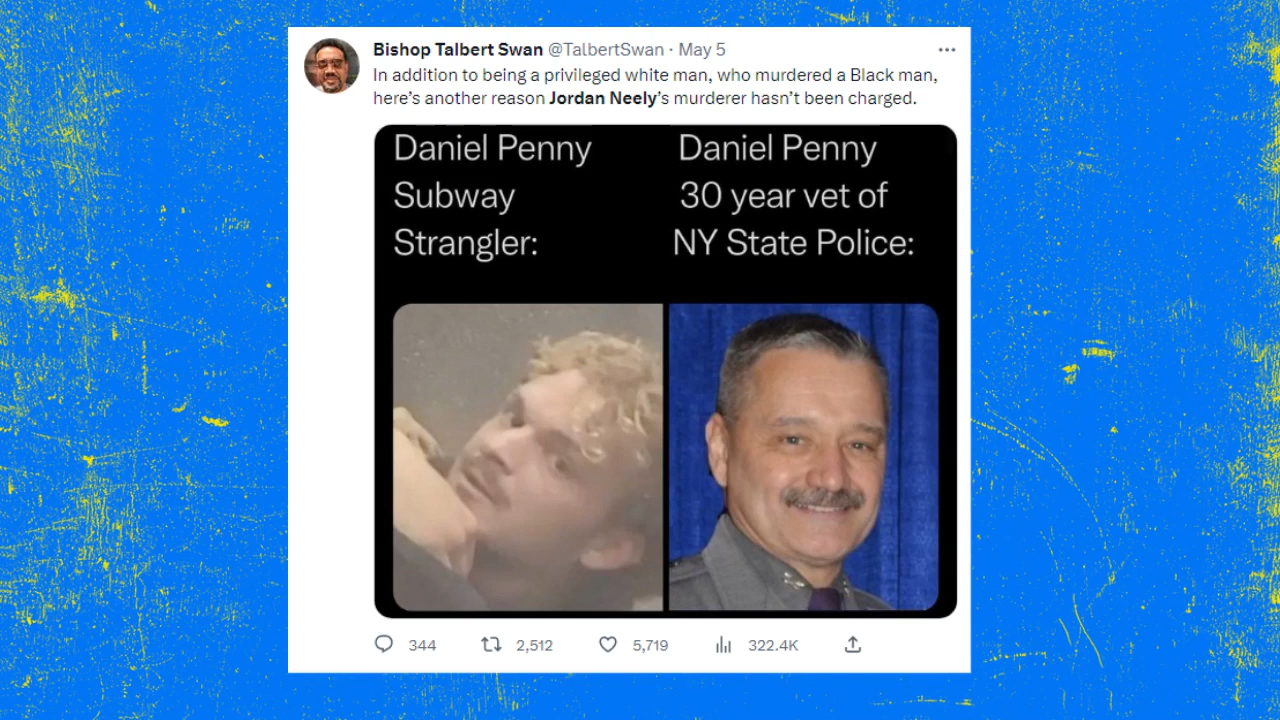 Bishop Talbert Swan @TalbertSwan · May 5
In addition to being a privileged white man, who murdered a Black man,
here's another reason Jordan Neely's murderer hasn't been charged.
Daniel Penny
Subway
Strangler:
Daniel Penny
30 year vet of
NY State Police:
344 2,512 5,719 322.4K